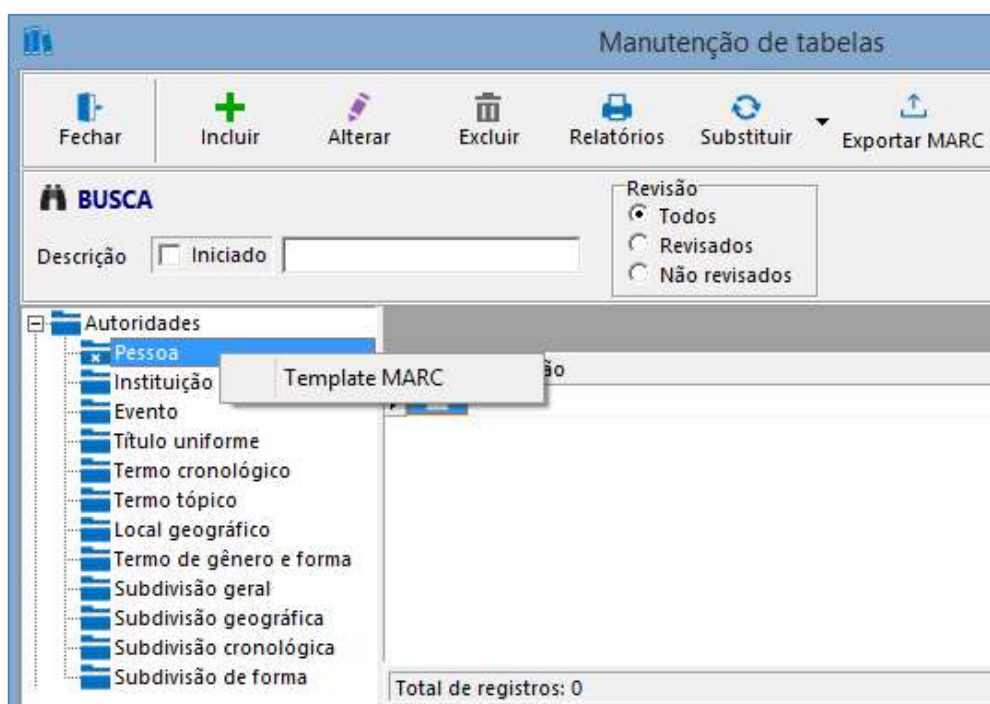 Manutenção de tabelas
Fechar Incluir Alterar Excluir Relatórios Substituir Exportar MARC
BUSCA
Descrição Iniciado
Revisão
Todos
Revisados
Não revisados
Autoridades
Pessoa
Template MARC
ão
Instituição
Evento
Título uniforme
Termo cronológico
Termo tópico
Local geográfico
Termo de gênero e forma
Subdivisão geral
Subdivisão geográfica
Subdivisão cronológica
Subdivisão de forma
Total de registros: 0